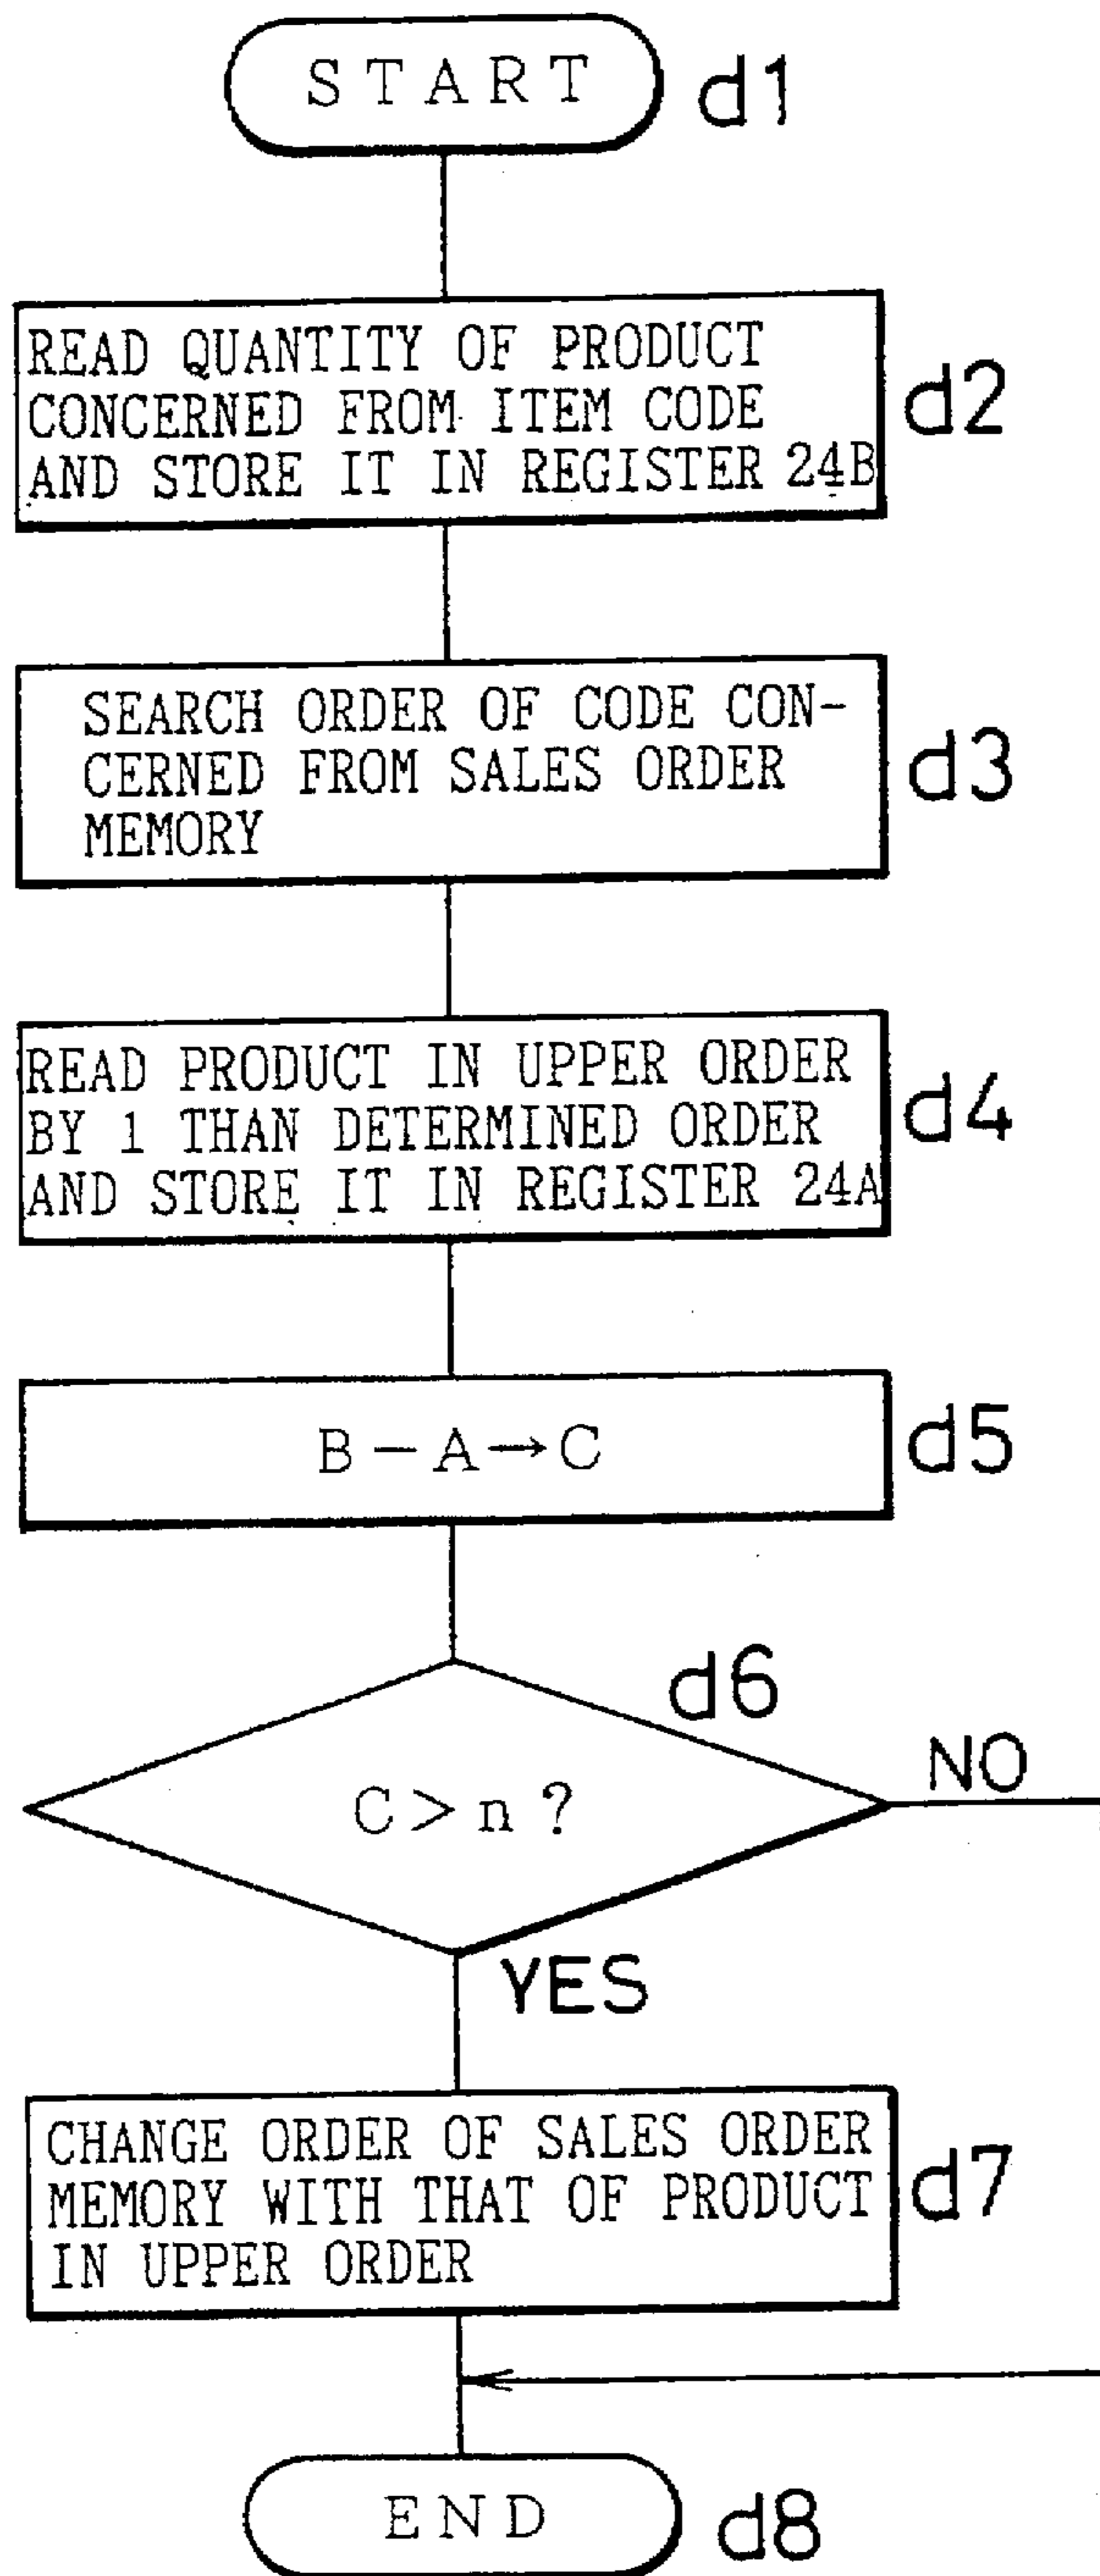 START d1
READ QUANTITY OF PRODUCT
CONCERNED FROM ITEM CODE
AND STORE IT IN REGISTER 24B
d2
SEARCH ORDER OF CODE CON-
CERNED FROM SALES ORDER
MEMORY
d3
READ PRODUCT IN UPPER ORDER
BY 1 THAN DETERMINED ORDER
AND STORE IT IN REGISTER 24A
d4
B−A→C d5
d6
C>n? NO
YES
CHANGE ORDER OF SALES ORDER
MEMORY WITH THAT OF PRODUCT
IN UPPER ORDER
d7
END d8